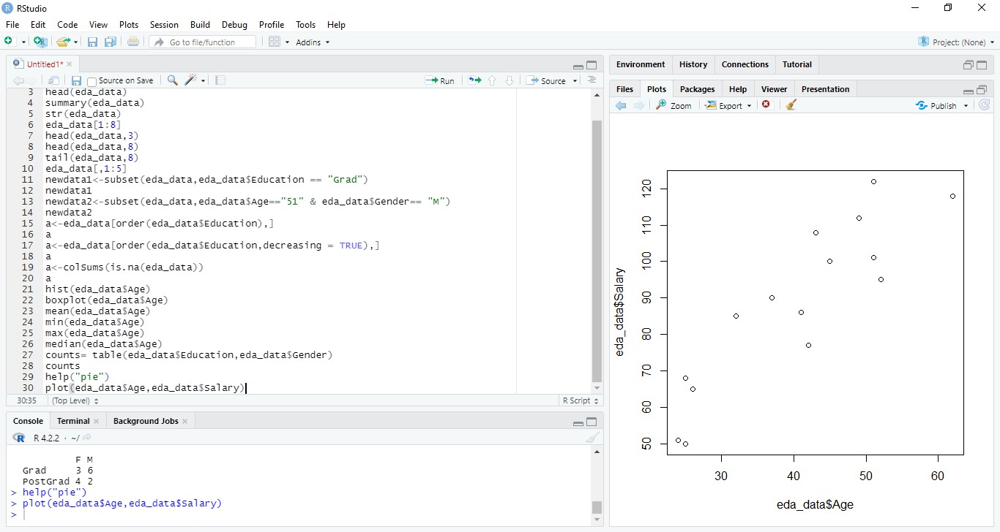 RStudio
File Edit Code View Plots Session Build Debug Profile Tools Help
Go to file/function Addins Project: (None)
Untitled1*
Source on Save Run Source
3 head(eda_data)
4 summary(eda_data)
5 str(eda_data)
6 eda_data[1:8]
7 head(eda_data,3)
8 head(eda_data,8)
9 tail(eda_data,8)
10 eda_data[,1:5]
11 newdata1<-subset(eda_data,eda_data$Education == "Grad")
12 newdata1
13 newdata2<-subset(eda_data,eda_data$Age=="51" & eda_data$Gender== "M")
14 newdata2
15 a<-eda_data[order(eda_data$Education),]
16 a
17 a<-eda_data[order(eda_data$Education,decreasing = TRUE),]
18 a
19 a<-colSums(is.na(eda_data))
20 a
21 hist(eda_data$Age)
22 boxplot(eda_data$Age)
23 mean(eda_data$Age)
24 min(eda_data$Age)
25 max(eda_data$Age)
26 median(eda_data$Age)
27 counts= table(eda_data$Education,eda_data$Gender)
28 counts
29 help("pie")
30 plot(eda_data$Age,eda_data$Salary)
30:35 (Top Level) R Script
Console Terminal Background Jobs
R R 4.2.2 · ~/
F M
Grad 3 6
PostGrad 4 2
> help("pie")
> plot(eda_data$Age,eda_data$Salary)
>
Environment History Connections Tutorial
Files Plots Packages Help Viewer Presentation
Zoom Export Publish
eda_data$Salary
120
110
100
90
80
70
60
50
30 40 50 60
eda_data$Age